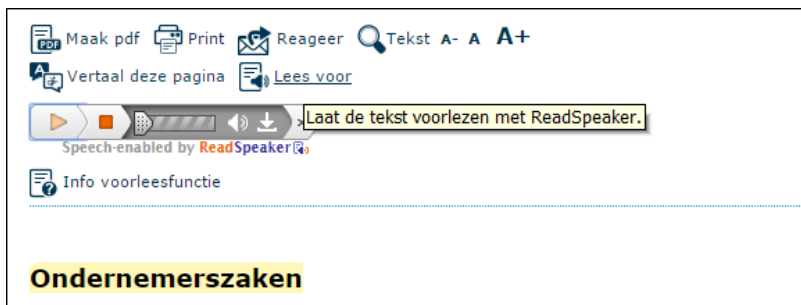 Maak pdf Print Reageer Tekst A- A A+
Vertaal deze pagina Lees voor
Laat de tekst voorlezen met ReadSpeaker.
Speech-enabled by ReadSpeaker
Info voorleesfunctie
Ondernemerszaken